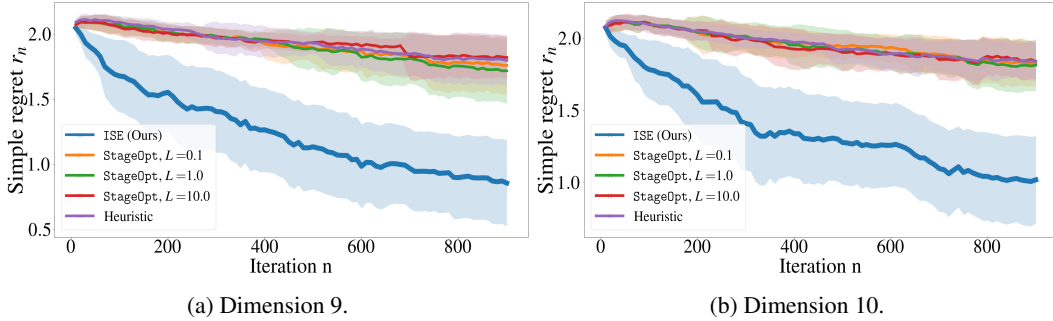 2.0
1.5
1.0
0.5
Simple regret rₙ
ISE (Ours)
StageOpt, L=0.1
StageOpt, L=1.0
StageOpt, L=10.0
Heuristic
0 200 400 600 800
Iteration n
(a) Dimension 9.
2.0
1.5
1.0
Simple regret rₙ
ISE (Ours)
StageOpt, L=0.1
StageOpt, L=1.0
StageOpt, L=10.0
Heuristic
0 200 400 600 800
Iteration n
(b) Dimension 10.